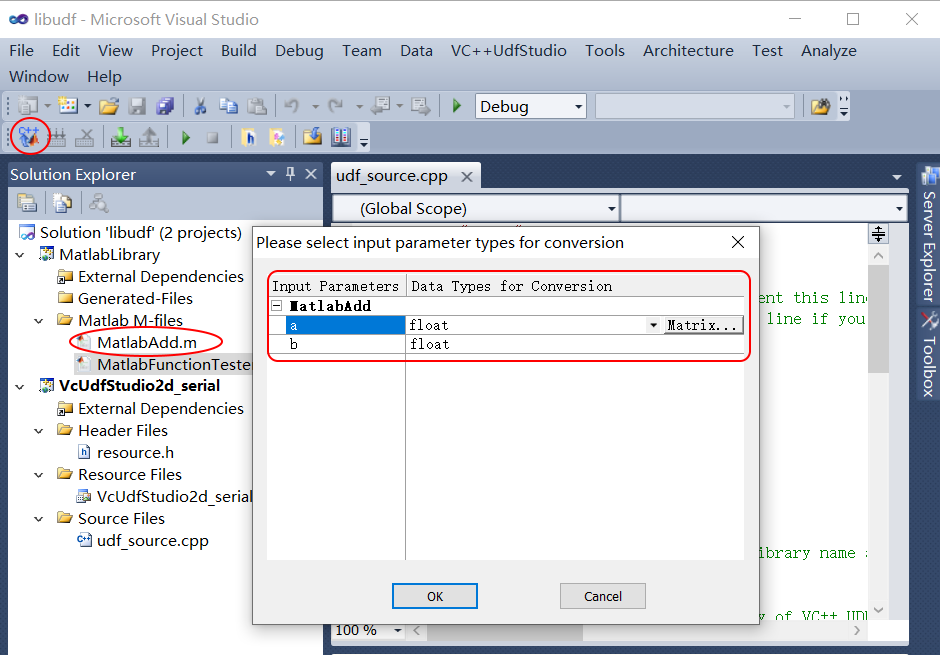 libudf - Microsoft Visual Studio
File Edit View Project Build Debug Team Data VC++UdfStudio Tools Architecture Test Analyze
Window Help
Debug
Solution Explorer
Solution 'libudf' (2 projects)
MatlabLibrary
External Dependencies
Generated-Files
Matlab M-files
MatlabAdd.m
MatlabFunctionTester
VcUdfStudio2d_serial
External Dependencies
Header Files
resource.h
Resource Files
VcUdfStudio2d_serial
Source Files
udf_source.cpp
udf_source.cpp
(Global Scope)
Please select input parameter types for conversion
Input Parameters Data Types for Conversion
MatlabAdd
a float Matrix...
b float
OK Cancel
ent this line
line if you
ibrary name a
y of VC++ UDF
100 %
Server Explorer
Toolbox